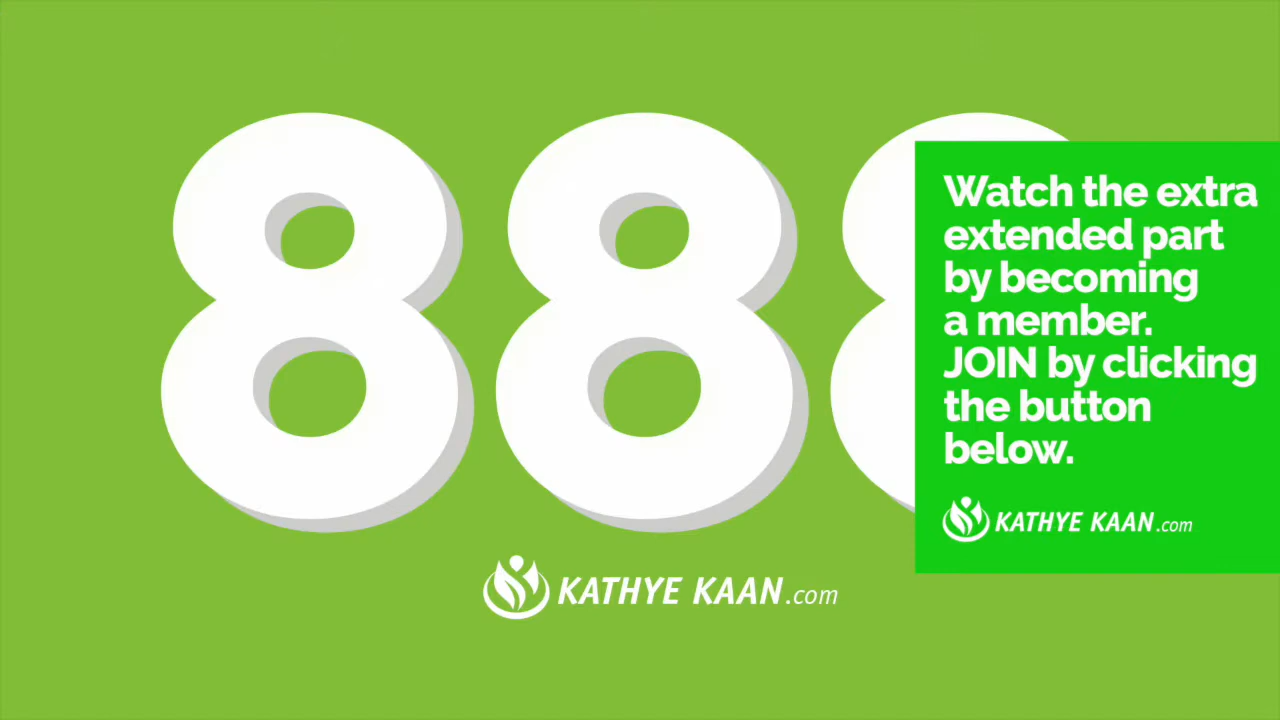 888
Watch the extra
extended part
by becoming
a member.
JOIN by clicking
the button
below.
KATHYE KAAN.com
KATHYE KAAN.com